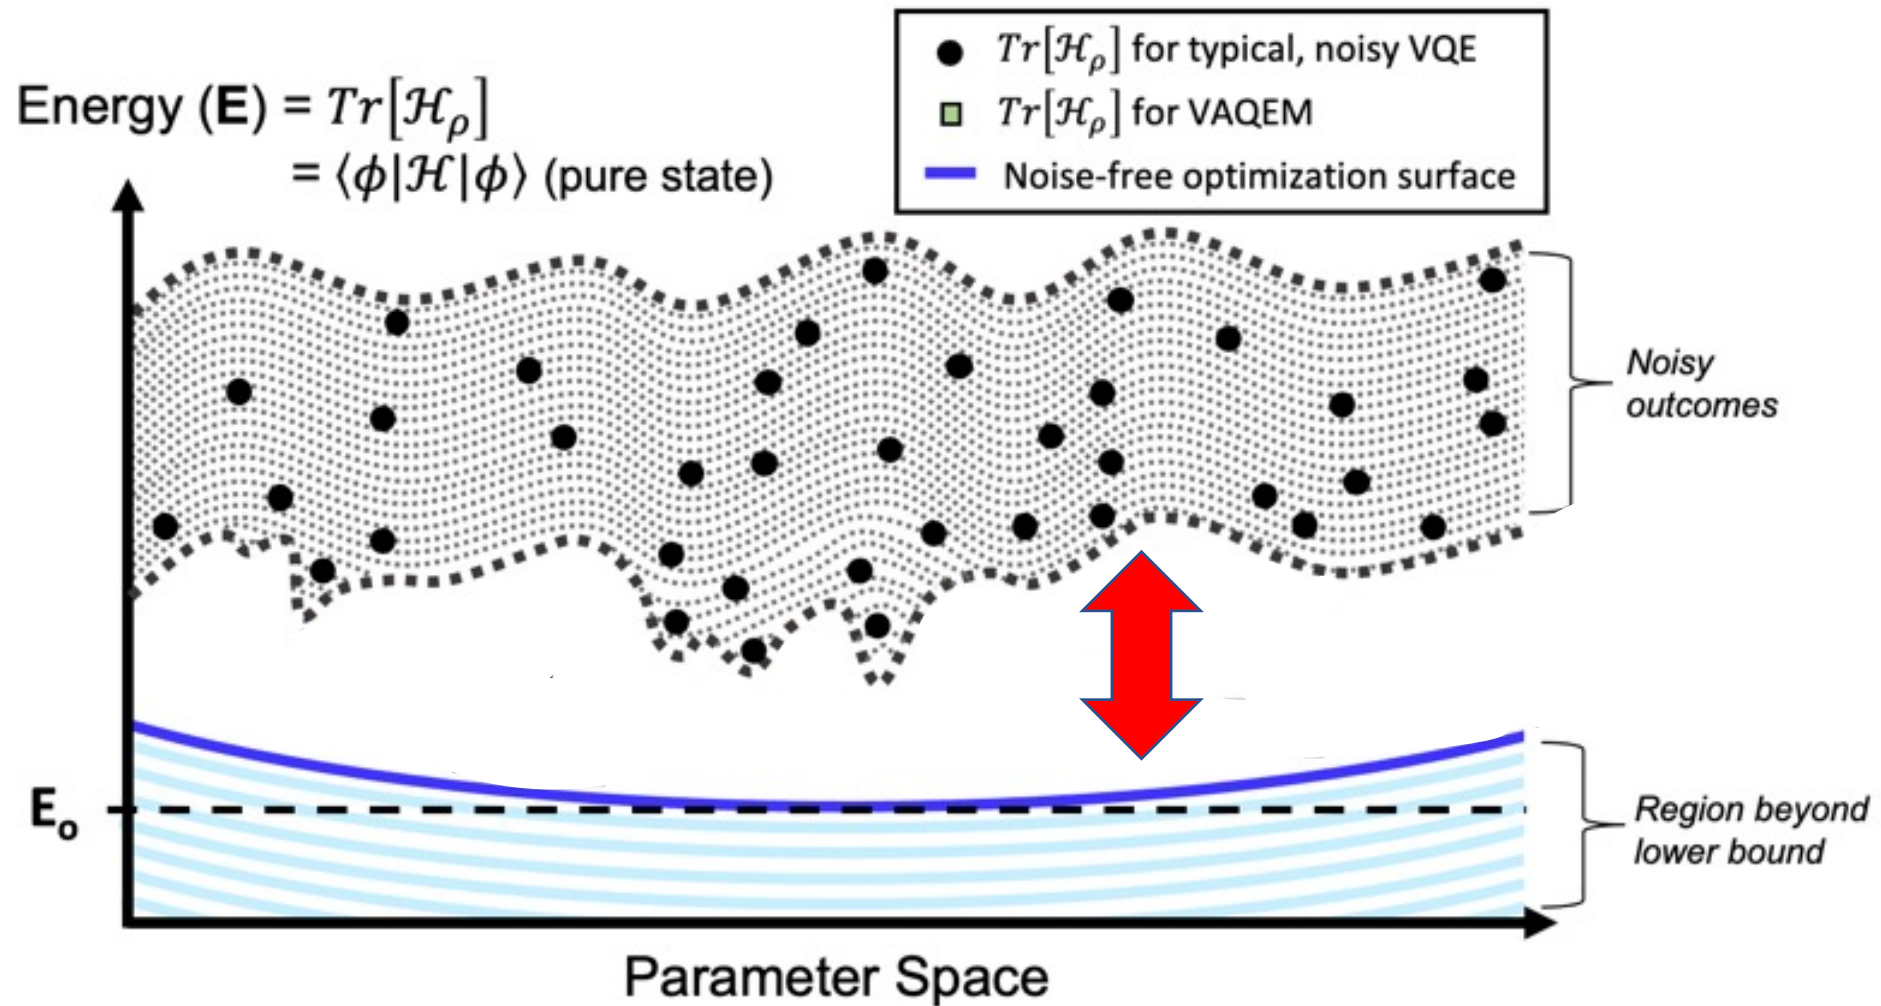 Energy (E) = Tr[ℋρ]
= ⟨ϕ|ℋ|ϕ⟩ (pure state)
Tr[ℋρ] for typical, noisy VQE
Tr[ℋρ] for VAQEM
Noise-free optimization surface
Noisy
outcomes
Eo
Region beyond
lower bound
Parameter Space